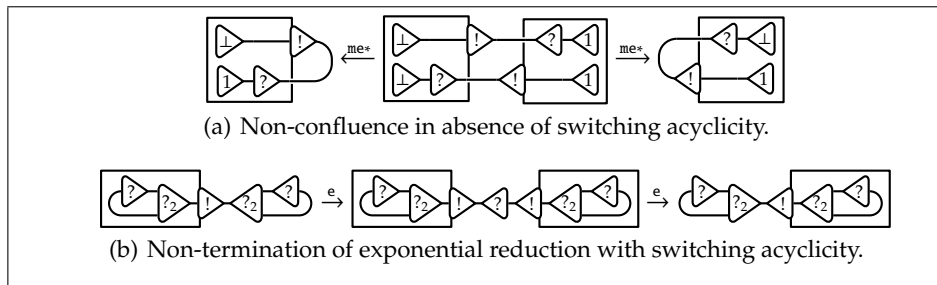 ⊥ ! ⊥ ! ? 1 ? ⊥
me* me*
1 ? ⊥ ? ! 1 ! 1
(a) Non-confluence in absence of switching acyclicity.
? ?₂ ! ?₂ ? e ? ?₂ ! ? ! ?₂ ? e ? ?₂ ! ?₂ ?
(b) Non-termination of exponential reduction with switching acyclicity.